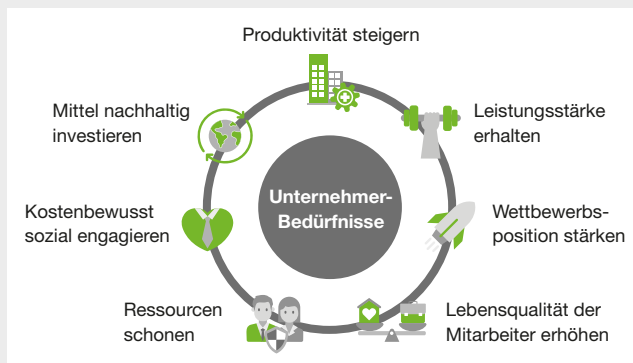 Produktivität steigern
Mittel nachhaltig
investieren
Leistungsstärke
erhalten
Unternehmer-
Bedürfnisse
Kostenbewusst
sozial engagieren
Wettbewerbs-
position stärken
Ressourcen
schonen
Lebensqualität der
Mitarbeiter erhöhen